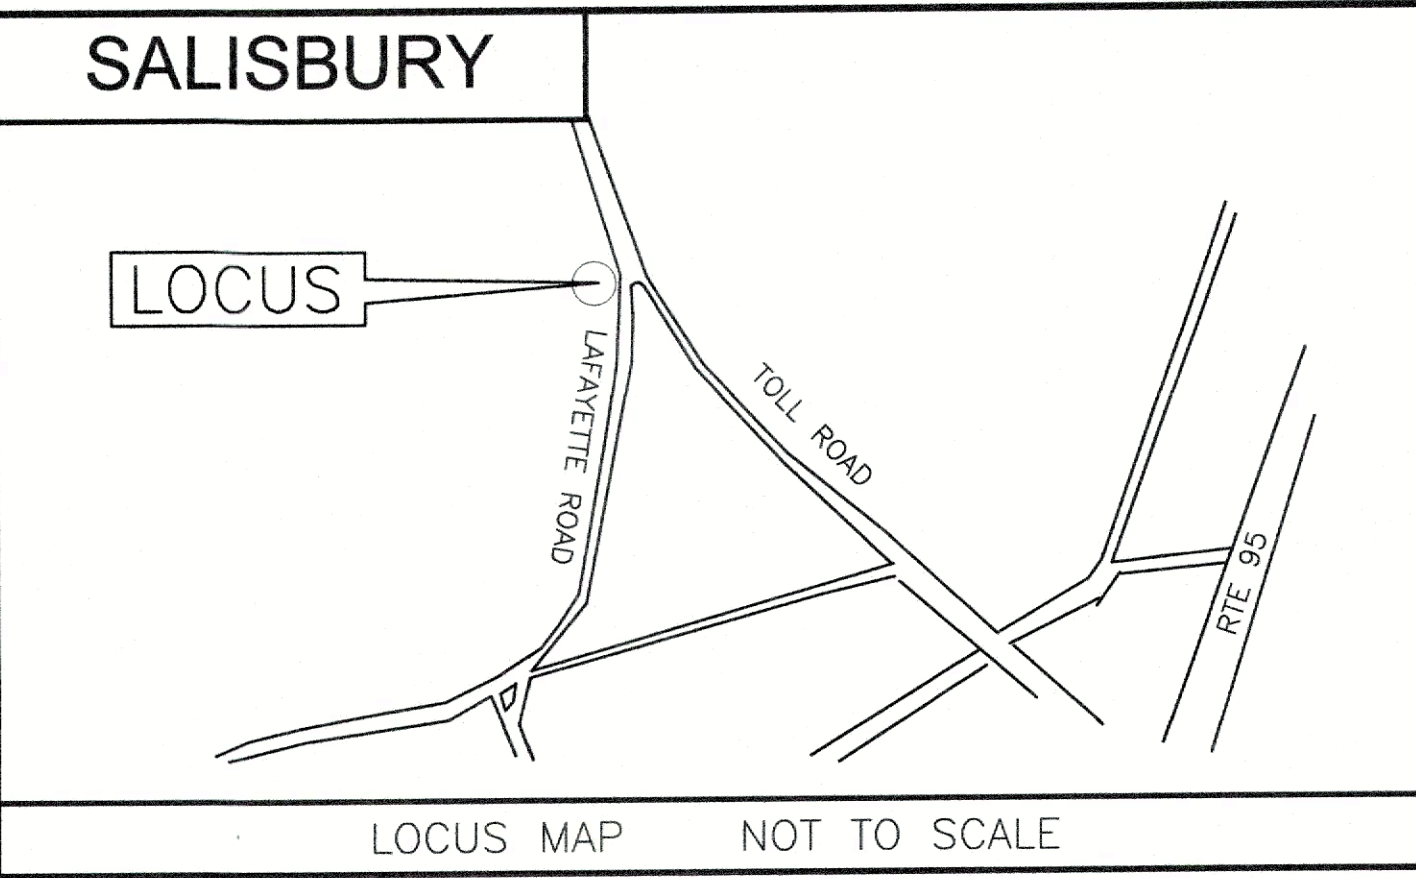 SALISBURY
LOCUS
LAFAYETTE ROAD
TOLL ROAD
RTE 95
LOCUS MAP NOT TO SCALE